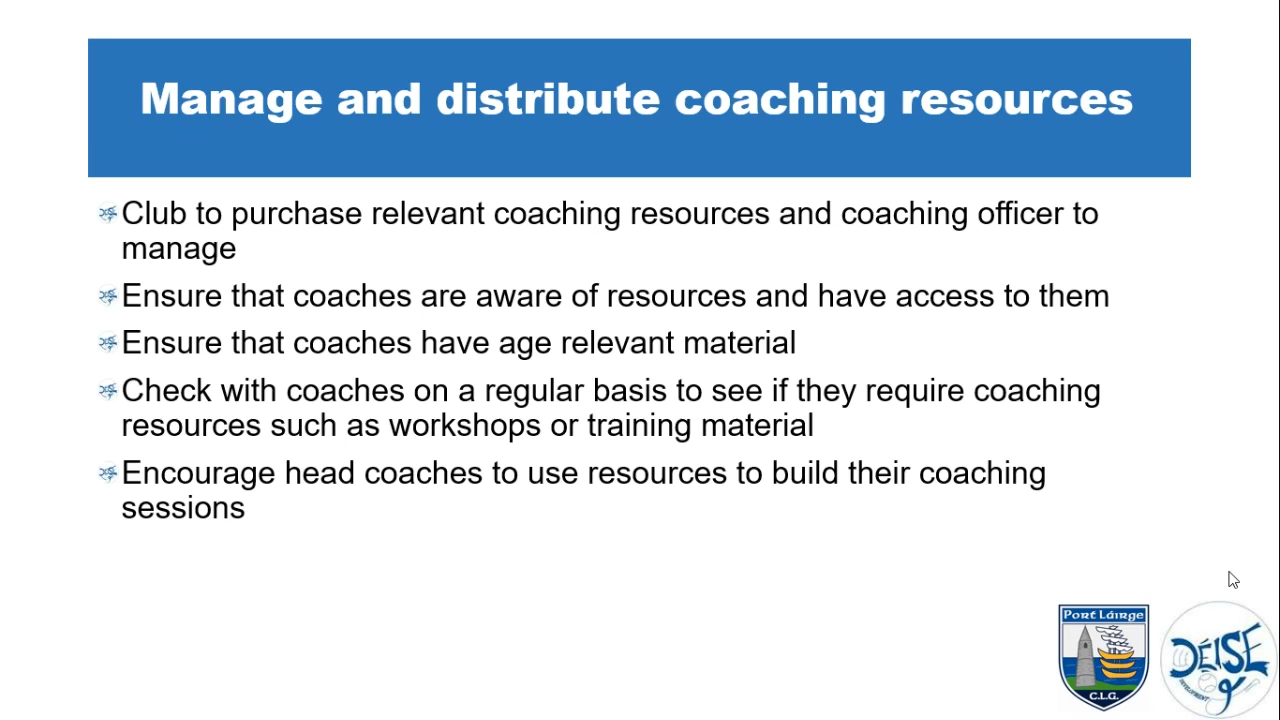 Manage and distribute coaching resources
Club to purchase relevant coaching resources and coaching officer to
manage
Ensure that coaches are aware of resources and have access to them
Ensure that coaches have age relevant material
Check with coaches on a regular basis to see if they require coaching
resources such as workshops or training material
Encourage head coaches to use resources to build their coaching
sessions
Port Láirge
C.L.G.
DÉISE
DEVELOPMENT